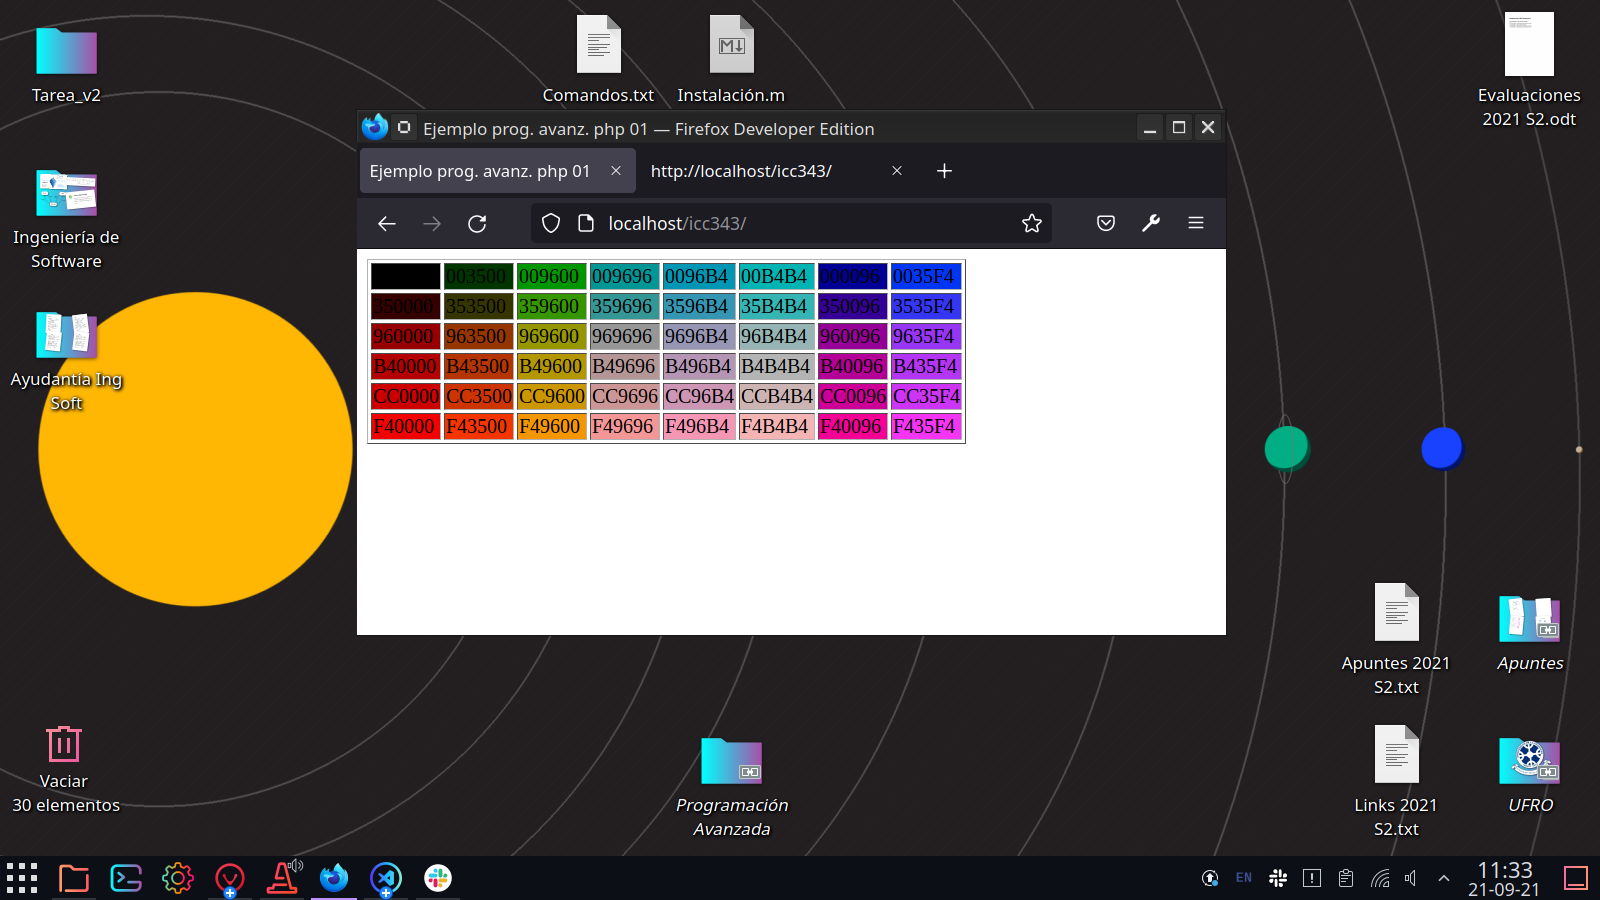 Tarea_v2
Comandos.txt
Instalación.m
Evaluaciones
2021 S2.odt
Ejemplo prog. avanz. php 01 — Firefox Developer Edition
Ejemplo prog. avanz. php 01
http://localhost/icc343/
localhost/icc343/
003500 009600 009696 0096B4 00B4B4 000096 0035F4
350000 353500 359600 359696 3596B4 35B4B4 350096 3535F4
960000 963500 969600 969696 9696B4 96B4B4 960096 9635F4
B40000 B43500 B49600 B49696 B496B4 B4B4B4 B40096 B435F4
CC0000 CC3500 CC9600 CC9696 CC96B4 CCB4B4 CC0096 CC35F4
F40000 F43500 F49600 F49696 F496B4 F4B4B4 F40096 F435F4
Ingeniería de
Software
Ayudantía Ing
Soft
Apuntes 2021
S2.txt
Apuntes
Vaciar
30 elementos
Programación
Avanzada
Links 2021
S2.txt
UFRO
EN
11:33
21-09-21